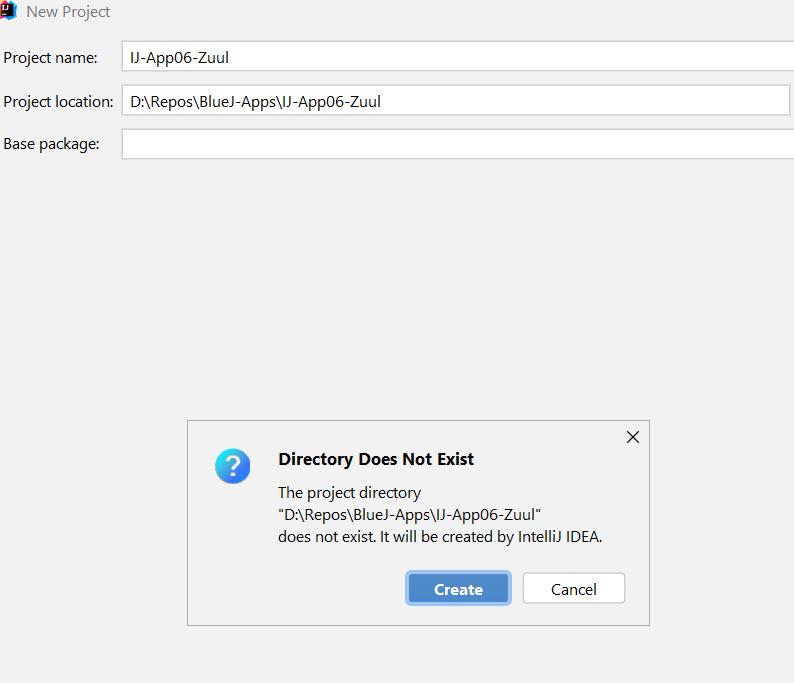 IJ
New Project
Project name: IJ-App06-Zuul
Project location: D:\Repos\BlueJ-Apps\IJ-App06-Zuul
Base package:
?
Directory Does Not Exist
The project directory
"D:\Repos\BlueJ-Apps\IJ-App06-Zuul"
does not exist. It will be created by IntelliJ IDEA.
Create Cancel